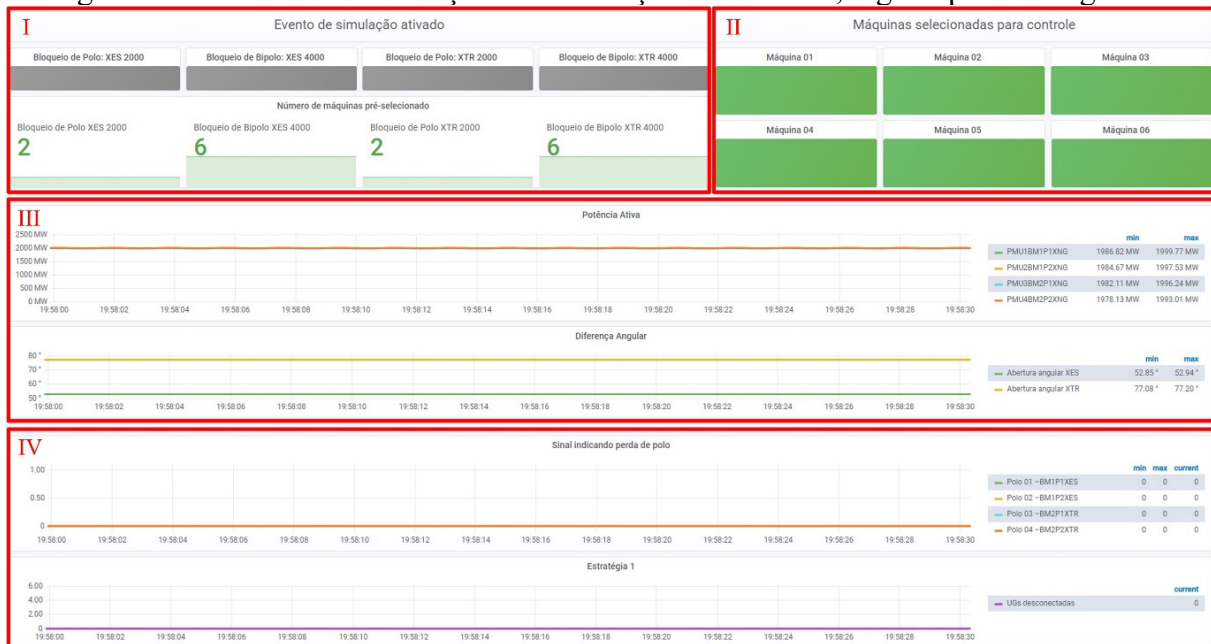 I
Evento de simulação ativado
Bloqueio de Polo: XES 2000
Bloqueio de Bipolo: XES 4000
Bloqueio de Polo: XTR 2000
Bloqueio de Bipolo: XTR 4000
Número de máquinas pré-selecionado
Bloqueio de Polo XES 2000
2
Bloqueio de Bipolo XES 4000
6
Bloqueio de Polo XTR 2000
2
Bloqueio de Bipolo XTR 4000
6
II
Máquinas selecionadas para controle
Máquina 01
Máquina 02
Máquina 03
Máquina 04
Máquina 05
Máquina 06
III
Potência Ativa
2500 MW
2000 MW
1500 MW
1000 MW
500 MW
0 MW
19:58:00 19:58:02 19:58:04 19:58:06 19:58:08 19:58:10 19:58:12 19:58:14 19:58:16 19:58:18 19:58:20 19:58:22 19:58:24 19:58:26 19:58:28 19:58:30
min max
PMU1BM1P1XNG 1986.82 MW 1999.77 MW
PMU2BM1P2XNG 1984.67 MW 1997.53 MW
PMU3BM2P1XNG 1982.11 MW 1996.24 MW
PMU4BM2P2XNG 1978.13 MW 1993.01 MW
Diferença Angular
80 °
70 °
60 °
50 °
19:58:00 19:58:02 19:58:04 19:58:06 19:58:08 19:58:10 19:58:12 19:58:14 19:58:16 19:58:18 19:58:20 19:58:22 19:58:24 19:58:26 19:58:28 19:58:30
min max
Abertura angular XES 52.85 ° 52.94 °
Abertura angular XTR 77.08 ° 77.20 °
IV
Sinal indicando perda de polo
1.00
0.50
0
19:58:00 19:58:02 19:58:04 19:58:06 19:58:08 19:58:10 19:58:12 19:58:14 19:58:16 19:58:18 19:58:20 19:58:22 19:58:24 19:58:26 19:58:28 19:58:30
min max current
Polo 01 –BM1P1XES 0 0 0
Polo 02 –BM1P2XES 0 0 0
Polo 03 –BM2P1XTR 0 0 0
Polo 04 –BM2P2XTR 0 0 0
Estratégia 1
6.00
4.00
2.00
0
19:58:00 19:58:02 19:58:04 19:58:06 19:58:08 19:58:10 19:58:12 19:58:14 19:58:16 19:58:18 19:58:20 19:58:22 19:58:24 19:58:26 19:58:28 19:58:30
current
UGs desconectadas 0